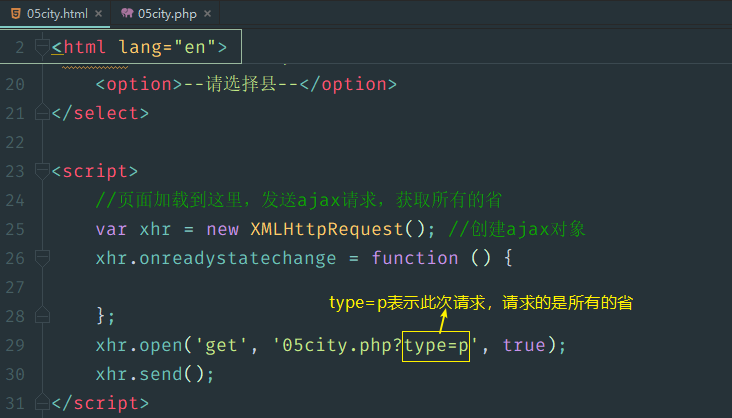 05city.html × 05city.php ×
2 <html lang="en">
20 <option>--请选择县--</option>
21 </select>
22
23 <script>
24 //页面加载到这里，发送ajax请求，获取所有的省
25 var xhr = new XMLHttpRequest(); //创建ajax对象
26 xhr.onreadystatechange = function () {
27
type=p表示此次请求，请求的是所有的省
28 };
29 xhr.open('get', '05city.php?type=p', true);
30 xhr.send();
31 </script>